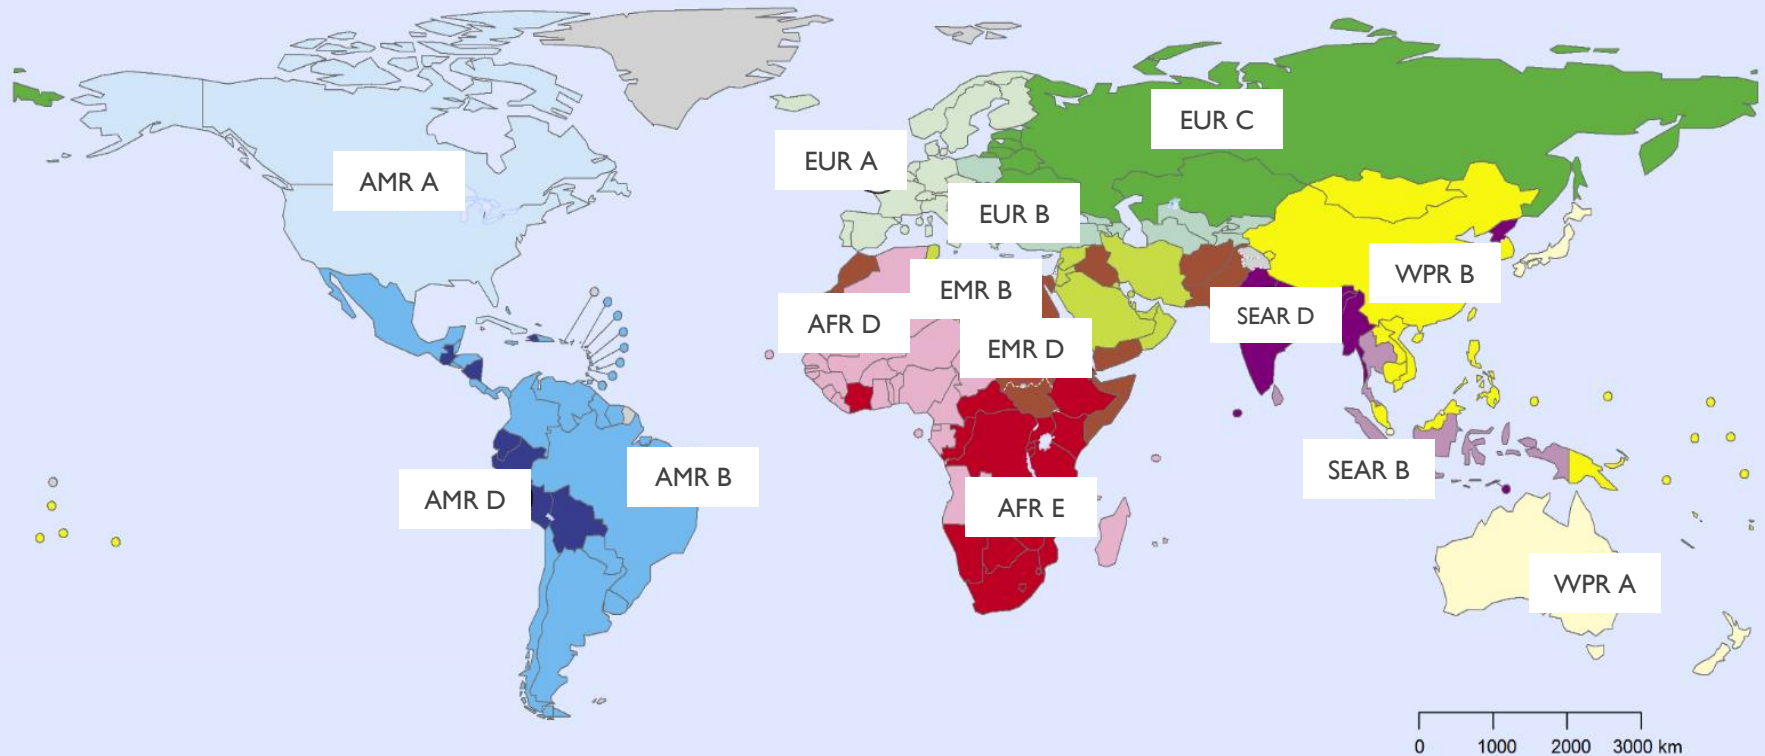 EUR C
EUR A
AMR A
EUR B
WPR B
EMR B
SEAR D
AFR D
EMR D
SEAR B
AMR B
AMR D
AFR E
WPR A
0 1000 2000 3000 km